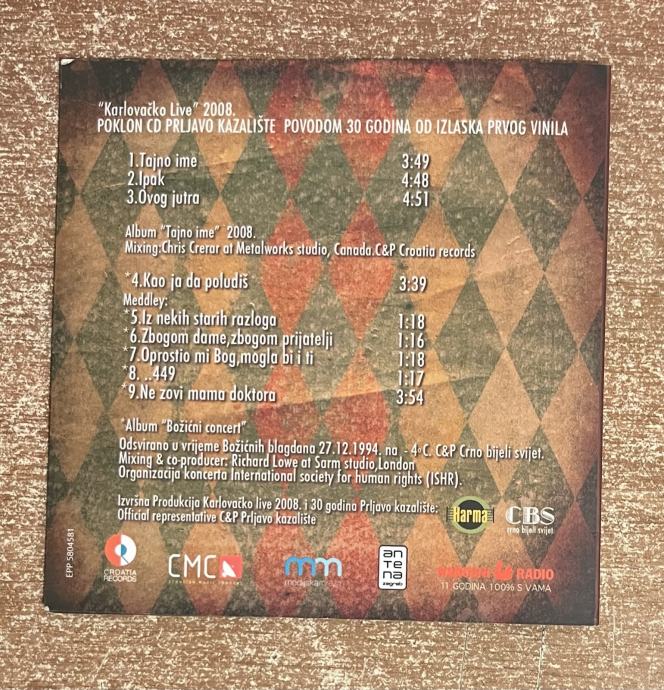 "Karlovačko Live" 2008.
POKLON CD PRLJAVO KAZALIŠTE POVODOM 30 GODINA OD IZLASKA PRVOG VINILA
1.Tajno ime 3:49
2.Ipak 4:48
3.Ovog jutra 4:51
Album "Tajno ime" 2008.
Mixing:Chris Crerar at Metalworks studio, Canada.C&P Croatia records
*4.Kao ja da poludiš 3:39
Meddley:
*5.Iz nekih starih razloga 1:18
*6.Zbogom dame,zbogom prijatelji 1:16
*7.Oprostio mi Bog,mogla bi i ti 1:18
*8. ..449 1:17
*9.Ne zovi mama doktora 3:54
*Album "Božićni concert"
Odsvirano u vrijeme Božićnih blagdana 27.12.1994. na -4°C. C&P Crno bijeli svijet.
Mixing & co-producer: Richard Lowe at Sarm studio,London
Organizacija koncerta International society for human rights (ISHR).
Izvršna Produkcija Karlovačko live 2008. i 30 godina Prljavo kazalište:
Official representative C&P Prljavo kazalište
Harma
CBS
crno bijeli svijet
EPP 5804581
CROATIA
RECORDS
CMC
mm
an
te
na
zagreb
RADIO
11 GODINA 100% S VAMA